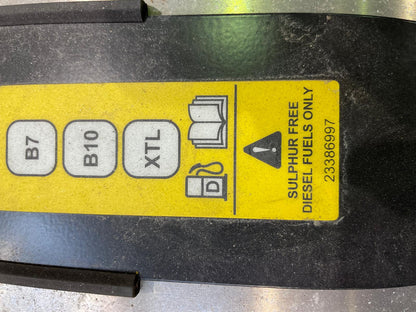 B7
B10
XTL
D
SULPHUR FREE
DIESEL FUELS ONLY
23386997